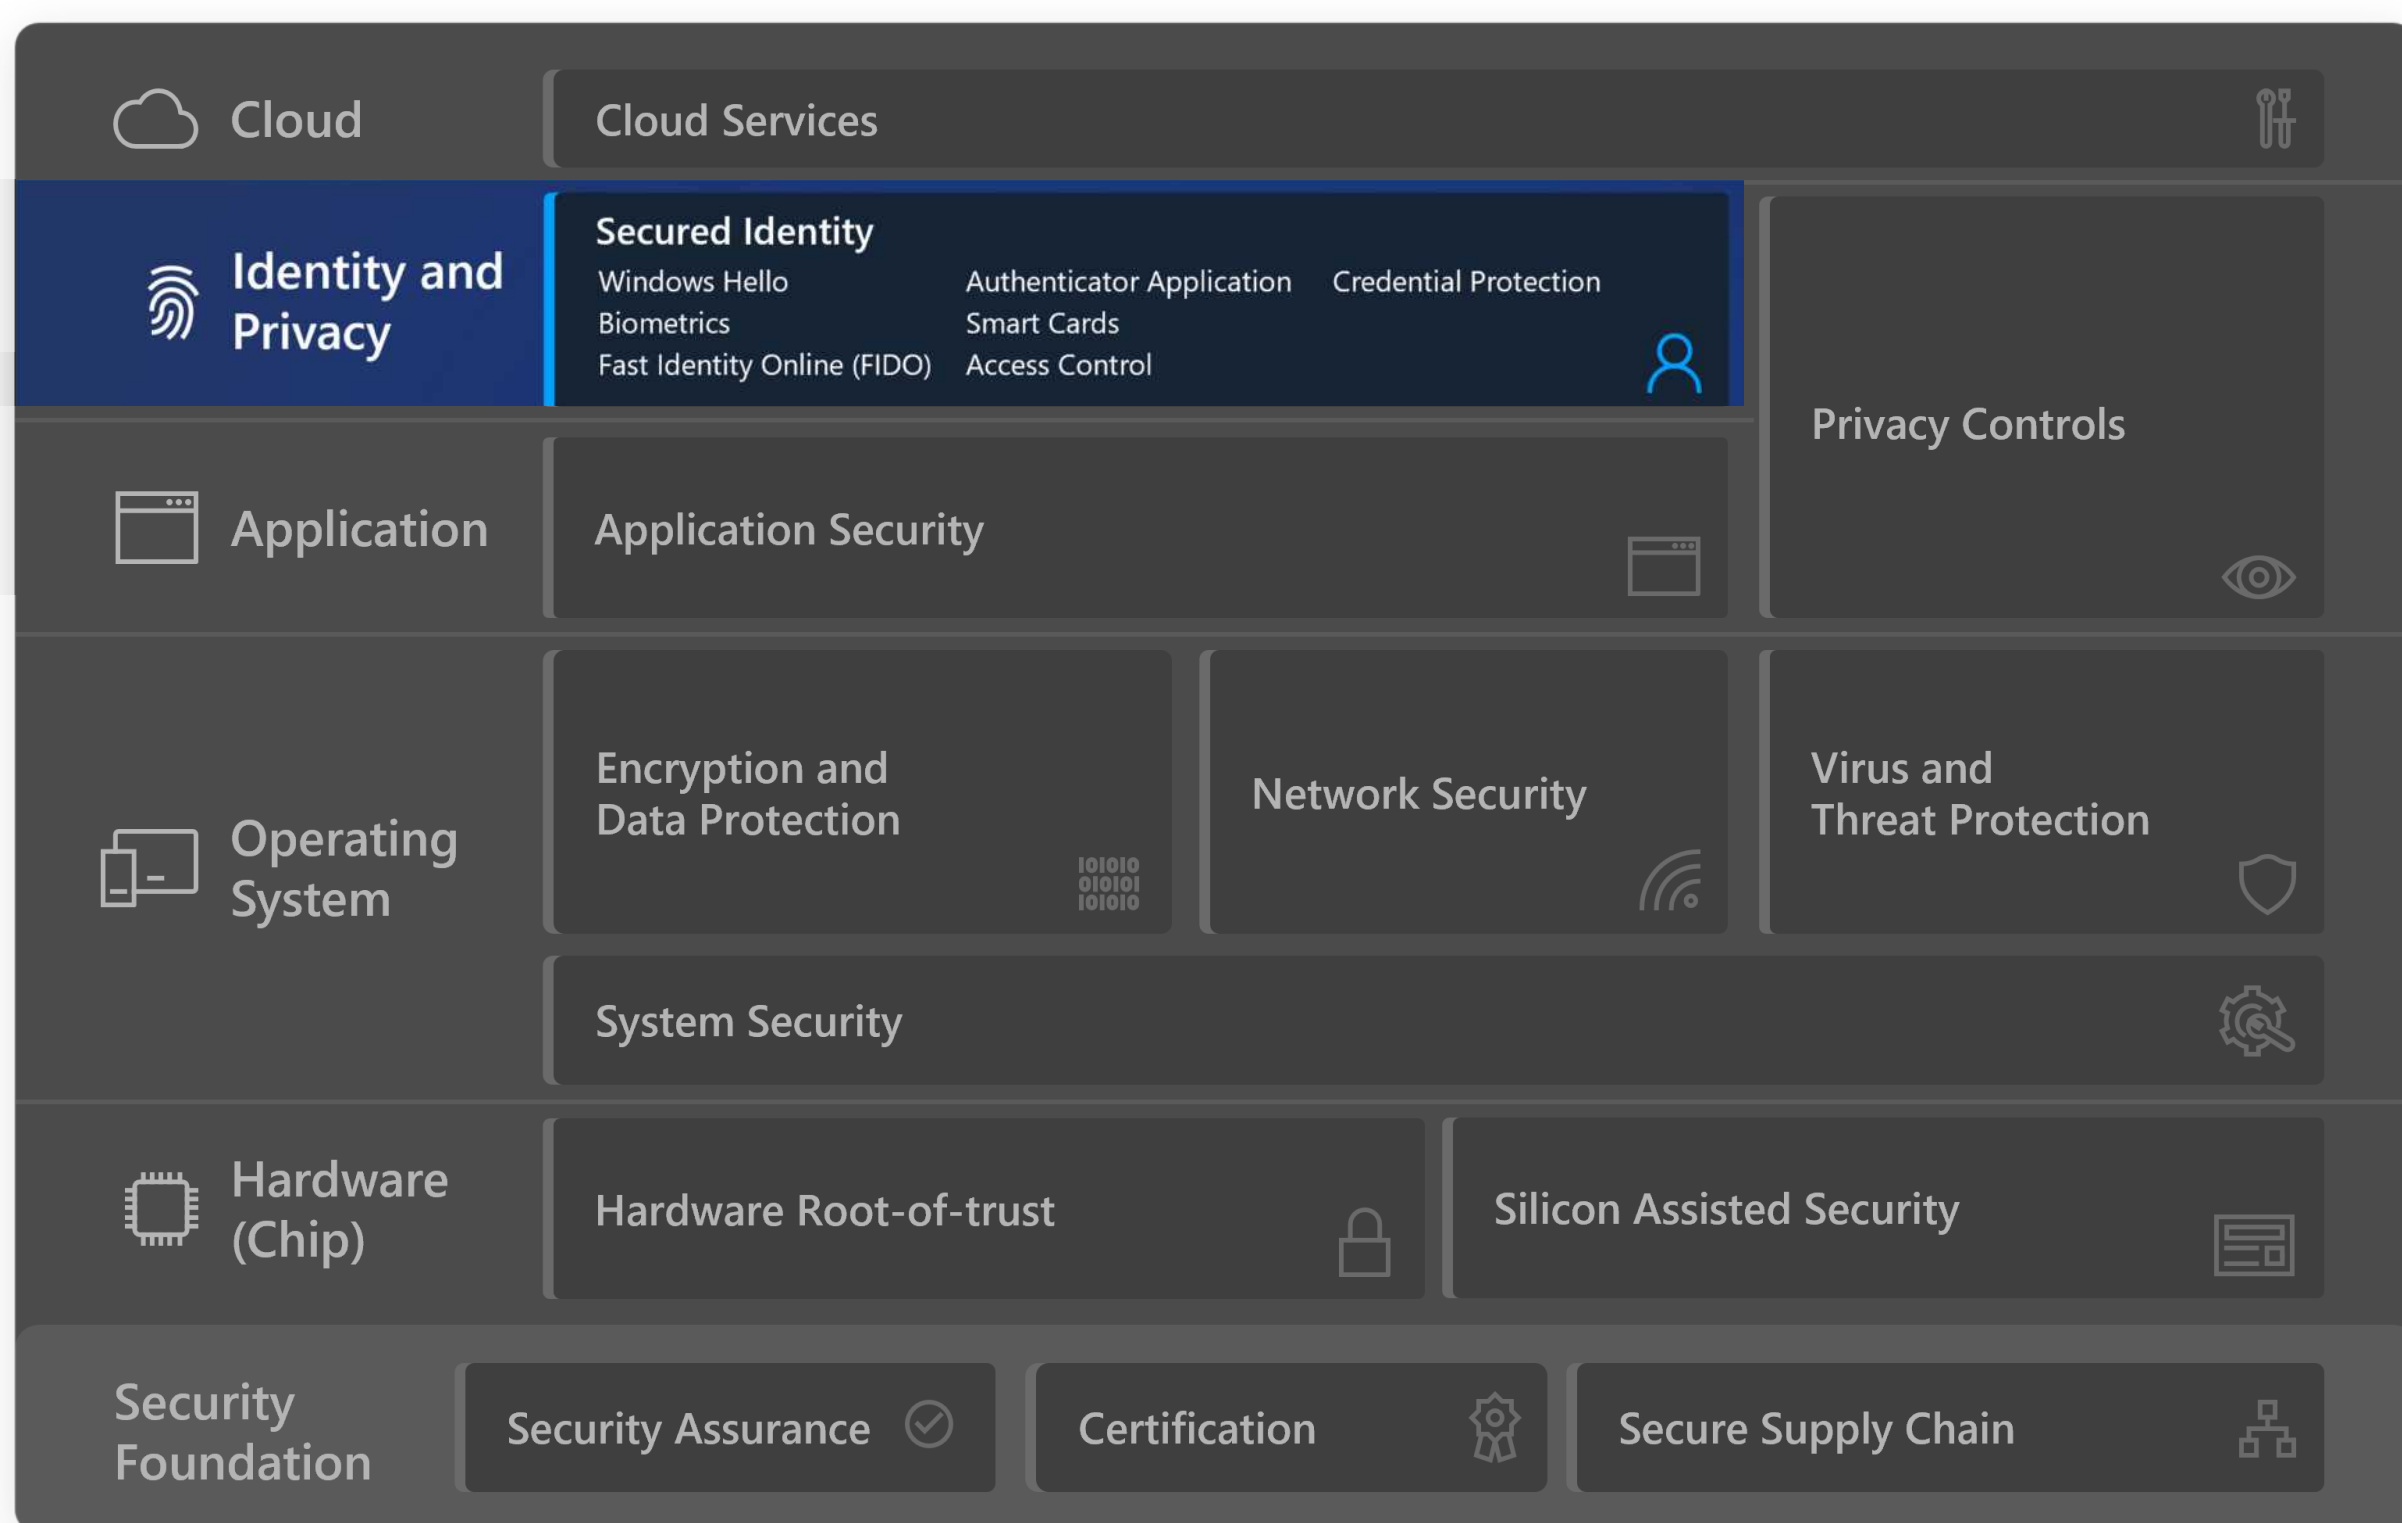 Cloud
Cloud Services
Identity and
Privacy
Secured Identity
Windows Hello
Biometrics
Fast Identity Online (FIDO)
Authenticator Application
Smart Cards
Access Control
Credential Protection
Privacy Controls
Application
Application Security
Operating
System
Encryption and
Data Protection
IOIOIO
OIOIOI
IOIOIO
Network Security
Virus and
Threat Protection
System Security
Hardware
(Chip)
Hardware Root-of-trust
Silicon Assisted Security
Security
Foundation
Security Assurance
Certification
Secure Supply Chain